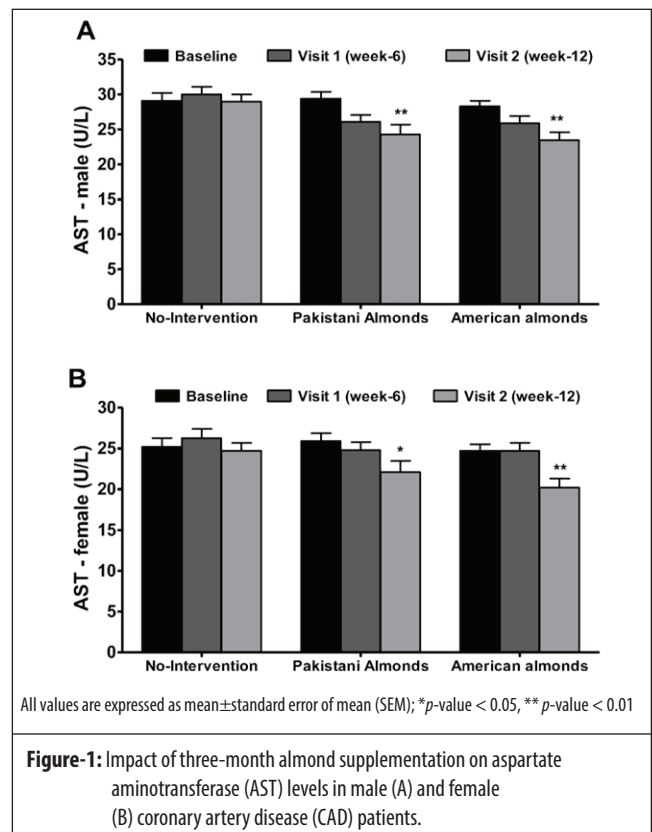 A
Baseline Visit 1 (week-6) Visit 2 (week-12)
35
30
25
20
15
10
5
0
AST - male (U/L)
** **
No-Intervention Pakistani Almonds American almonds
B
Baseline Visit 1 (week-6) Visit 2 (week-12)
30
25
20
15
10
5
0
AST - female (U/L)
* **
No-Intervention Pakistani Almonds American almonds
All values are expressed as mean±standard error of mean (SEM); *p-value < 0.05, ** p-value < 0.01
Figure-1: Impact of three-month almond supplementation on aspartate
aminotransferase (AST) levels in male (A) and female
(B) coronary artery disease (CAD) patients.